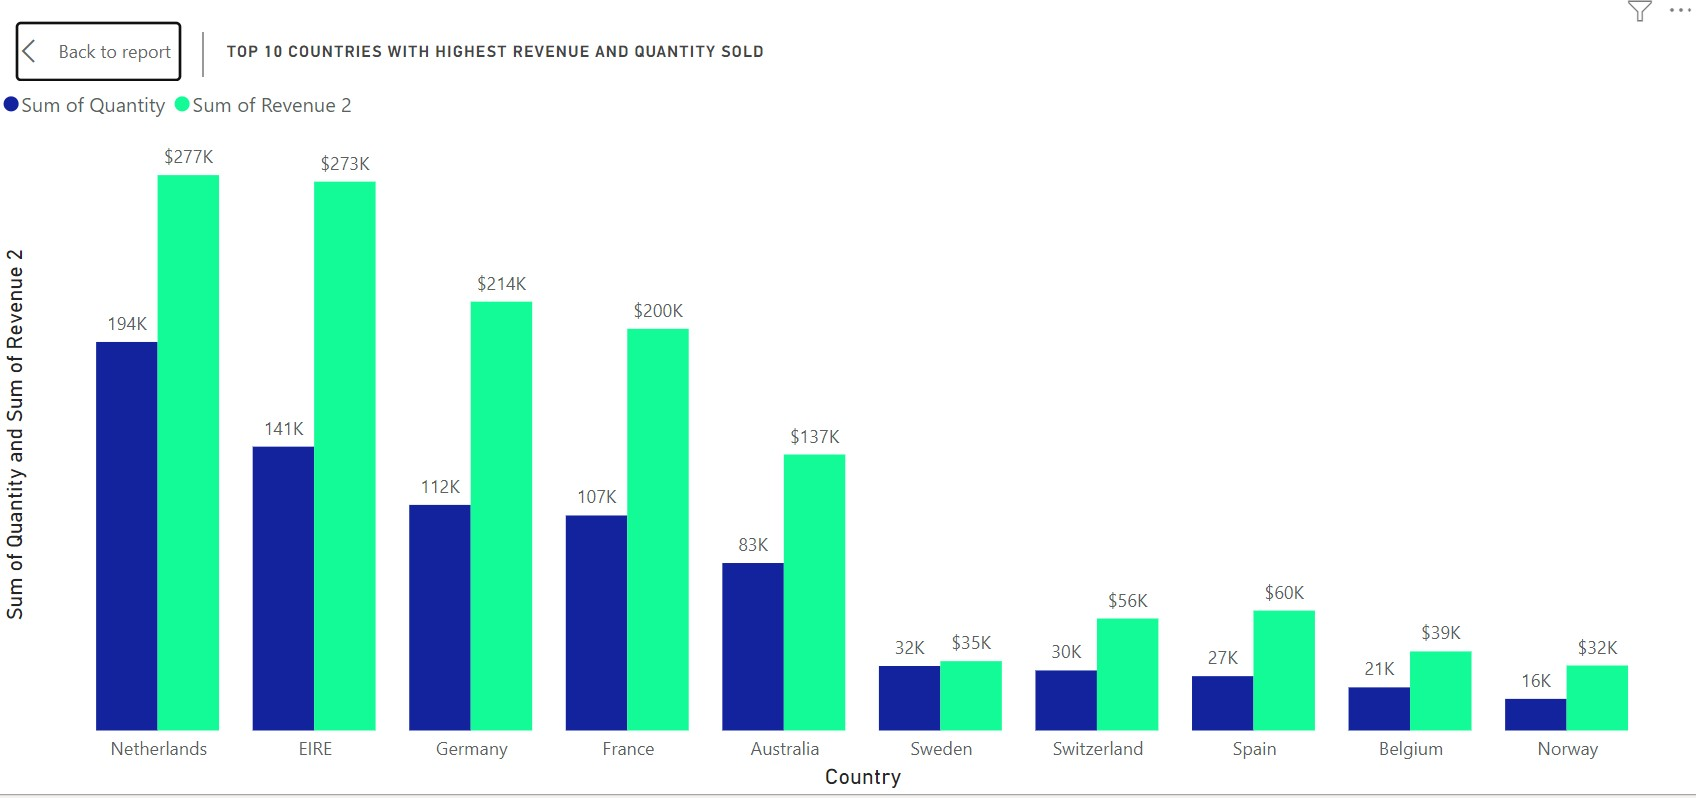 Back to report
TOP 10 COUNTRIES WITH HIGHEST REVENUE AND QUANTITY SOLD
Sum of Quantity Sum of Revenue 2
Sum of Quantity and Sum of Revenue 2
194K $277K
141K $273K
112K $214K
107K $200K
83K $137K
32K $35K
30K $56K
27K $60K
21K $39K
16K $32K
Netherlands EIRE Germany France Australia Sweden Switzerland Spain Belgium Norway
Country